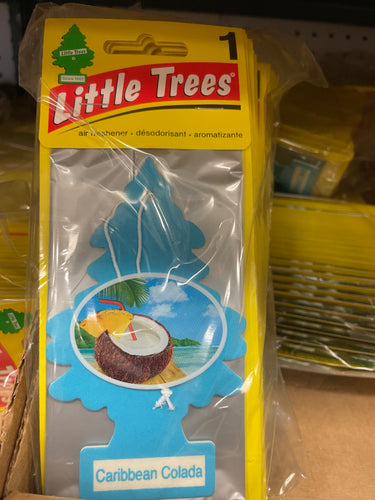 Little Trees
1
Little Trees
air freshener • désodorisant • aromatizante
Caribbean Colada